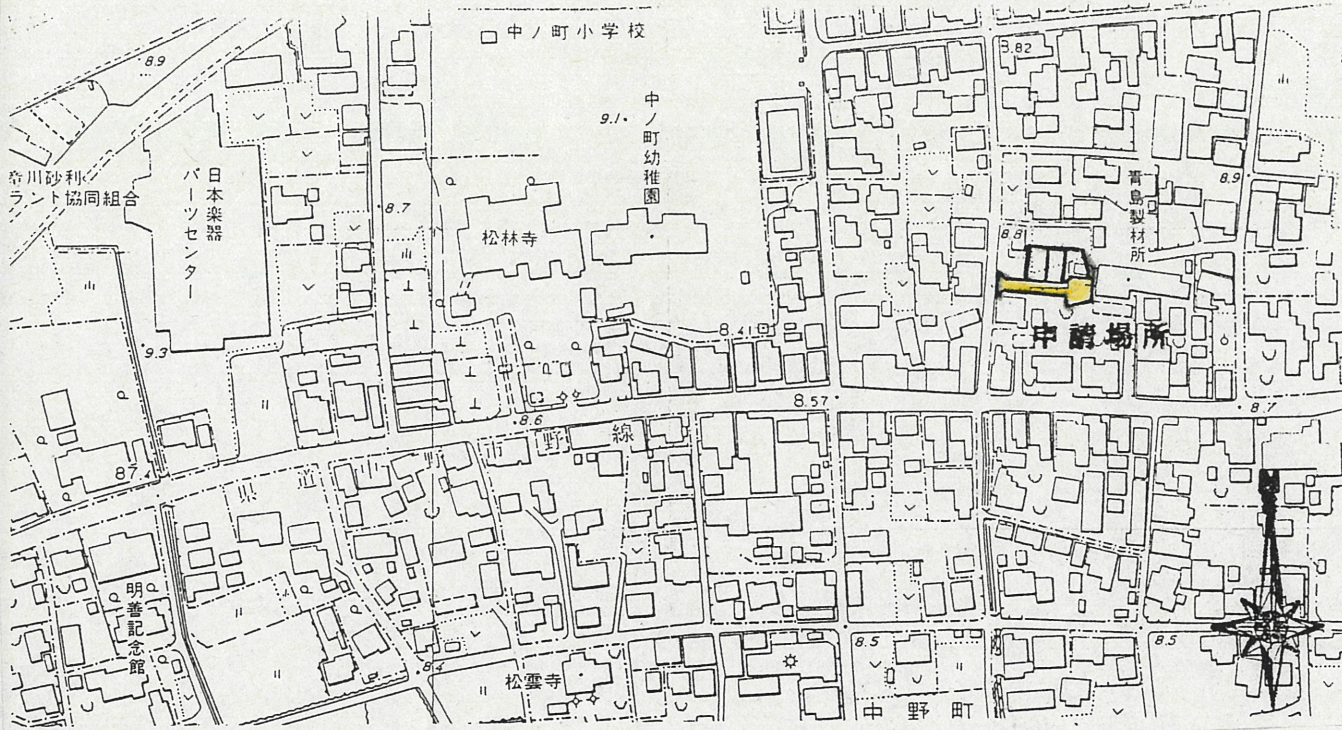 中ノ町小学校
8.9
3.82
9.1
中ノ町幼稚園
日本楽器
パーツセンター
章川砂利
ラント協同組合
8.7
松林寺
青島製材所
8.9
8.8
申請場所
8.41
9.3
8.57
8.7
8.6
野線
87.4
県道
明善記念館
8.4
松雲寺
8.5
8.5
中野町